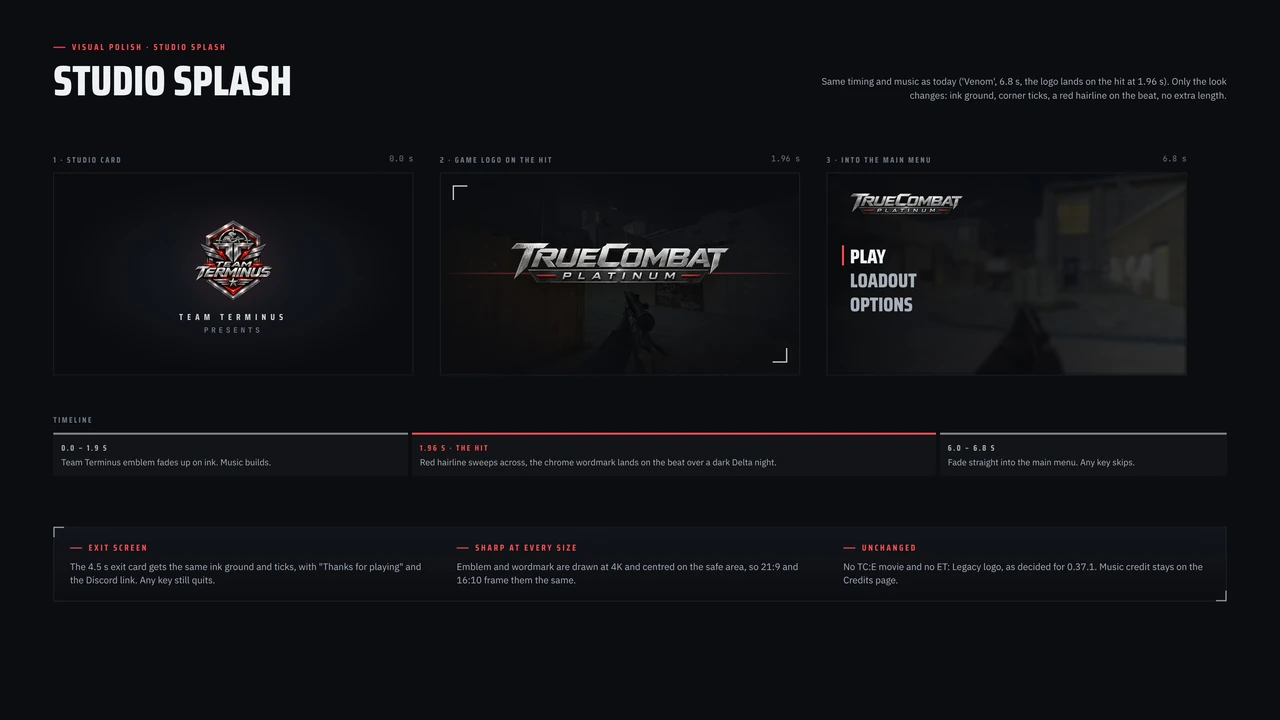 — VISUAL POLISH · STUDIO SPLASH
STUDIO SPLASH
Same timing and music as today ('Venom', 6.8 s, the logo lands on the hit at 1.96 s). Only the look
changes: ink ground, corner ticks, a red hairline on the beat, no extra length.
1 · STUDIO CARD
0.0 s
TEAM
TERMINUS
TEAM TERMINUS
PRESENTS
2 · GAME LOGO ON THE HIT
1.96 s
TRUECOMBAT
PLATINUM
3 · INTO THE MAIN MENU
6.8 s
TRUECOMBAT
PLATINUM
PLAY
LOADOUT
OPTIONS
TIMELINE
0.0 – 1.9 S
Team Terminus emblem fades up on ink. Music builds.
1.96 S · THE HIT
Red hairline sweeps across, the chrome wordmark lands on the beat over a dark Delta night.
6.0 – 6.8 S
Fade straight into the main menu. Any key skips.
— EXIT SCREEN
The 4.5 s exit card gets the same ink ground and ticks, with "Thanks for playing" and
the Discord link. Any key still quits.
— SHARP AT EVERY SIZE
Emblem and wordmark are drawn at 4K and centred on the safe area, so 21:9 and
16:10 frame them the same.
— UNCHANGED
No TC:E movie and no ET: Legacy logo, as decided for 0.37.1. Music credit stays on the
Credits page.